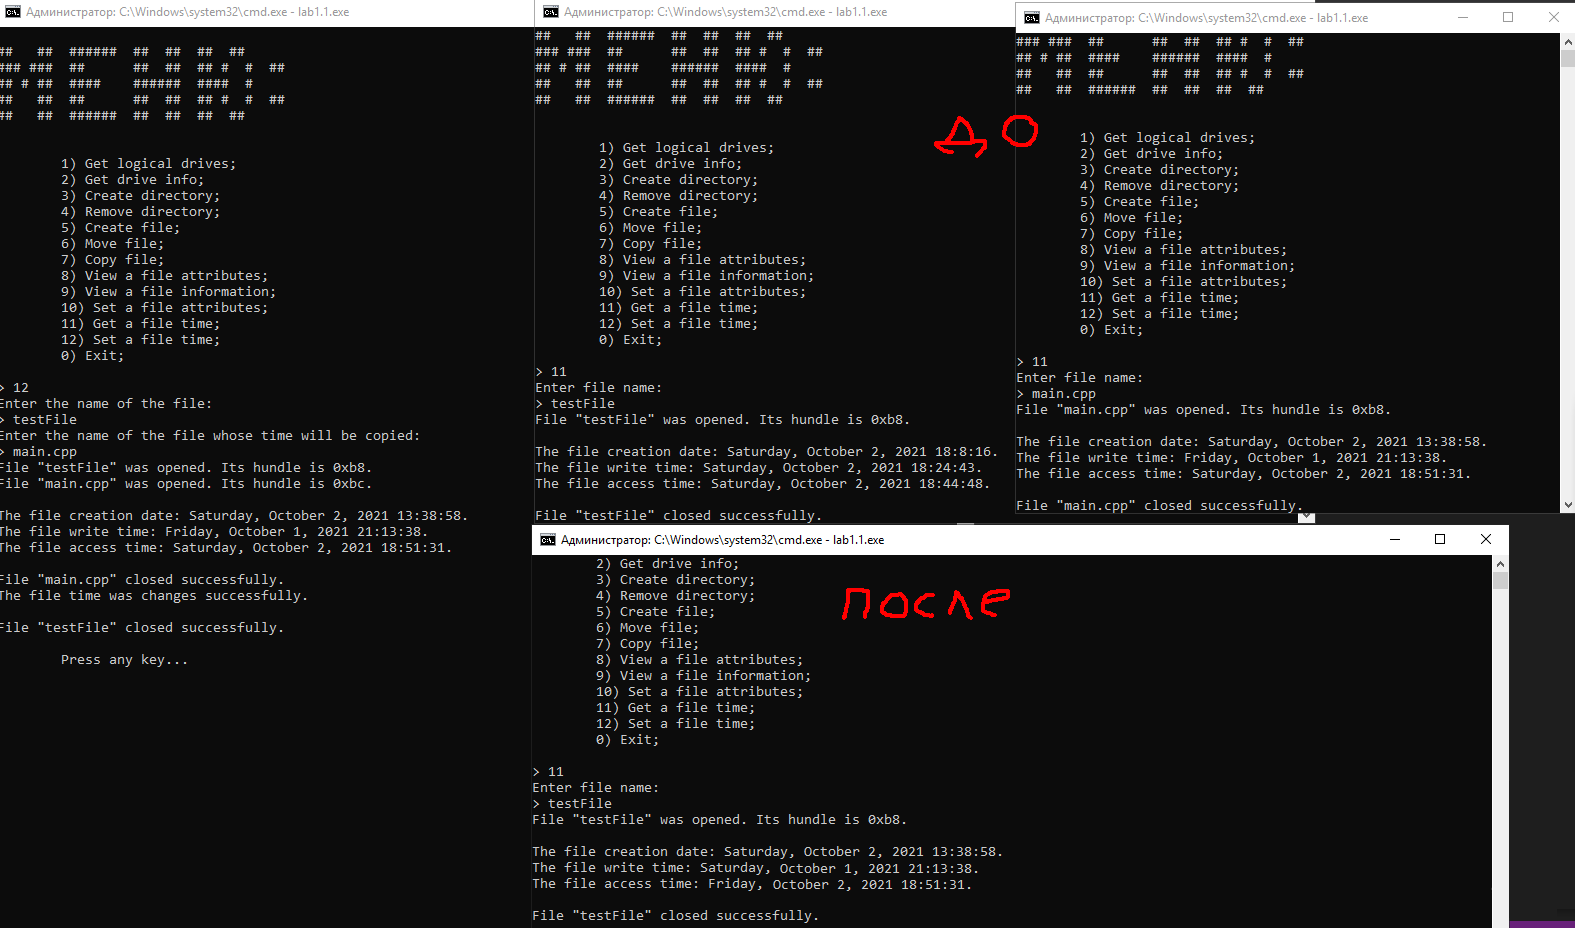 Администратор: C:\Windows\system32\cmd.exe - lab1.1.exe
1) Get logical drives;
2) Get drive info;
3) Create directory;
4) Remove directory;
5) Create file;
6) Move file;
7) Copy file;
8) View a file attributes;
9) View a file information;
10) Set a file attributes;
11) Get a file time;
12) Set a file time;
0) Exit;
> 12
Enter the name of the file:
> testFile
Enter the name of the file whose time will be copied:
> main.cpp
File "testFile" was opened. Its hundle is 0xb8.
File "main.cpp" was opened. Its hundle is 0xbc.
The file creation date: Saturday, October 2, 2021 13:38:58.
The file write time: Friday, October 1, 2021 21:13:38.
The file access time: Saturday, October 2, 2021 18:51:31.
File "main.cpp" closed successfully.
The file time was changes successfully.
File "testFile" closed successfully.
Press any key...
Администратор: C:\Windows\system32\cmd.exe - lab1.1.exe
1) Get logical drives;
2) Get drive info;
3) Create directory;
4) Remove directory;
5) Create file;
6) Move file;
7) Copy file;
8) View a file attributes;
9) View a file information;
10) Set a file attributes;
11) Get a file time;
12) Set a file time;
0) Exit;
> 11
Enter file name:
> testFile
File "testFile" was opened. Its hundle is 0xb8.
The file creation date: Saturday, October 2, 2021 18:8:16.
The file write time: Saturday, October 2, 2021 18:24:43.
The file access time: Saturday, October 2, 2021 18:44:48.
File "testFile" closed successfully.
ДО
Администратор: C:\Windows\system32\cmd.exe - lab1.1.exe
1) Get logical drives;
2) Get drive info;
3) Create directory;
4) Remove directory;
5) Create file;
6) Move file;
7) Copy file;
8) View a file attributes;
9) View a file information;
10) Set a file attributes;
11) Get a file time;
12) Set a file time;
0) Exit;
> 11
Enter file name:
> main.cpp
File "main.cpp" was opened. Its hundle is 0xb8.
The file creation date: Saturday, October 2, 2021 13:38:58.
The file write time: Friday, October 1, 2021 21:13:38.
The file access time: Saturday, October 2, 2021 18:51:31.
File "main.cpp" closed successfully.
Администратор: C:\Windows\system32\cmd.exe - lab1.1.exe
2) Get drive info;
3) Create directory;
4) Remove directory;
5) Create file;
6) Move file;
7) Copy file;
8) View a file attributes;
9) View a file information;
10) Set a file attributes;
11) Get a file time;
12) Set a file time;
0) Exit;
после
> 11
Enter file name:
> testFile
File "testFile" was opened. Its hundle is 0xb8.
The file creation date: Saturday, October 2, 2021 13:38:58.
The file write time: Saturday, October 1, 2021 21:13:38.
The file access time: Friday, October 2, 2021 18:51:31.
File "testFile" closed successfully.